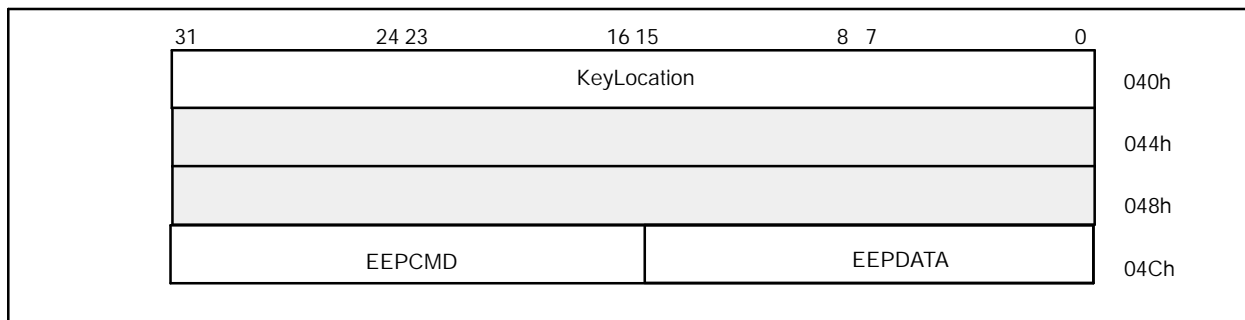 31 24 23 16 15 8 7 0
KeyLocation 040h
044h
048h
EEPCMD EEPDATA 04Ch